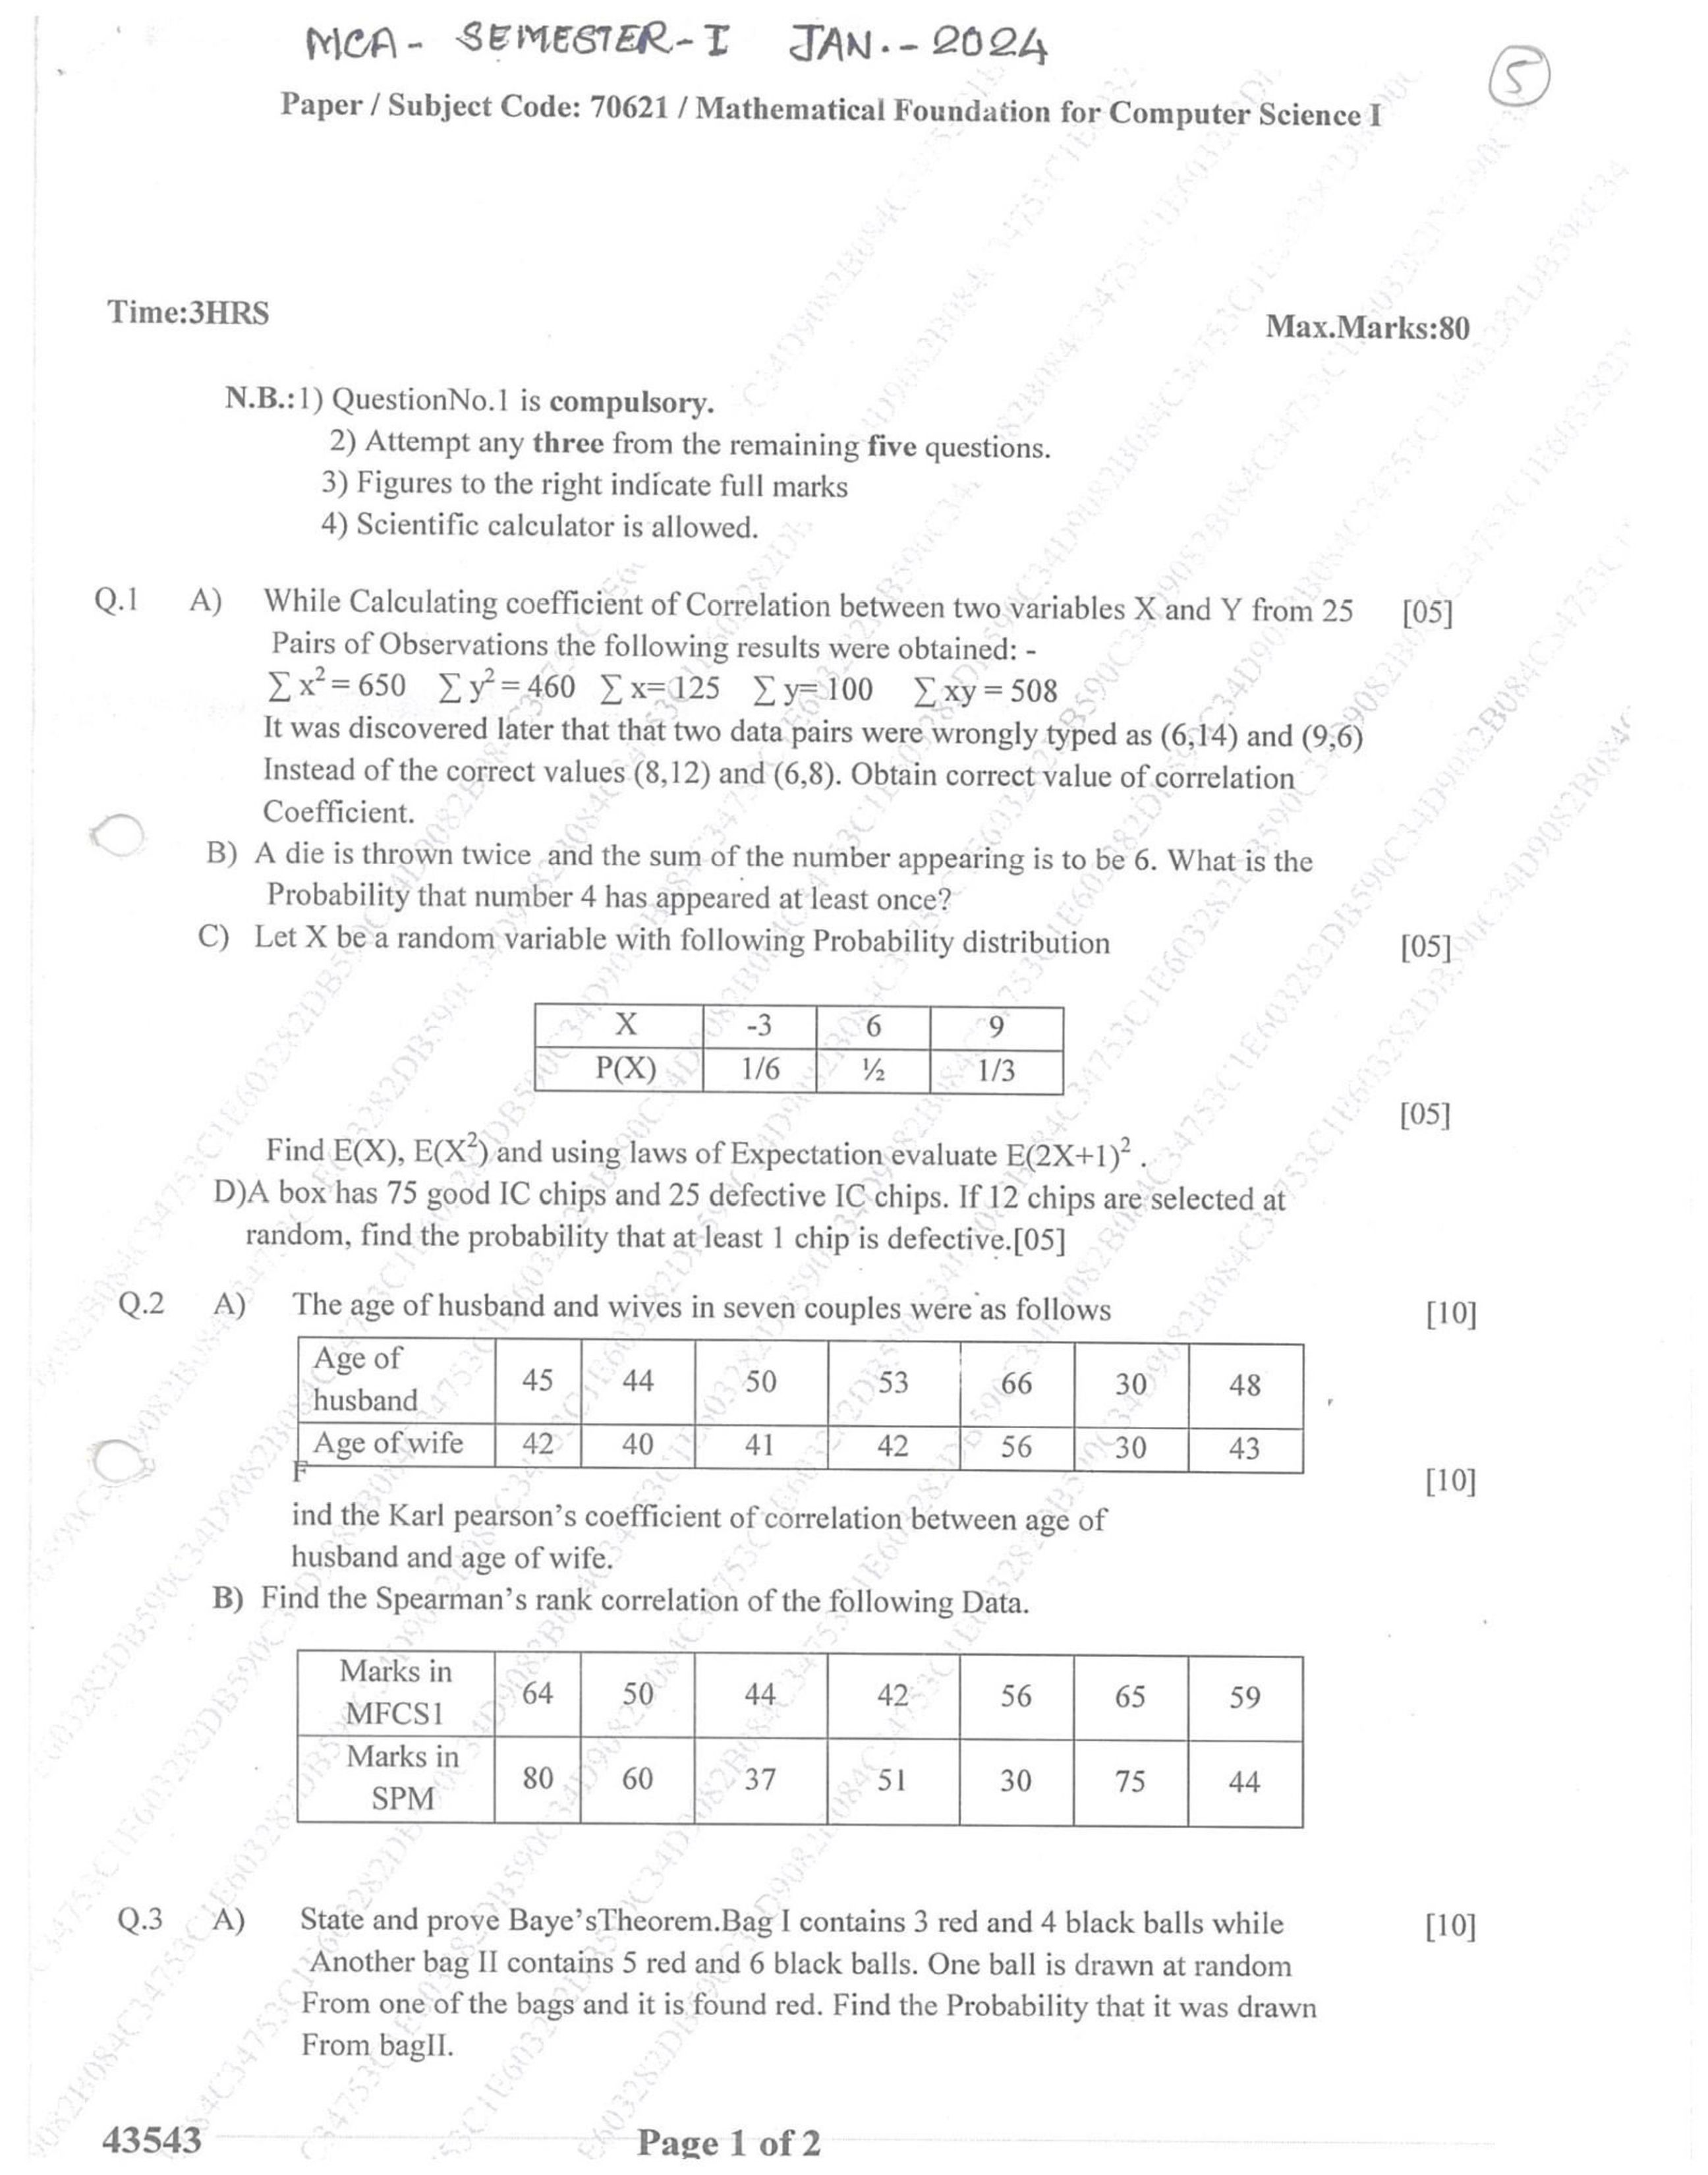 MCA - SEMESTER-I JAN.-2024
5
Paper / Subject Code: 70621 / Mathematical Foundation for Computer Science I
Time:3HRS
Max.Marks:80
N.B.:1) QuestionNo.1 is compulsory.
2) Attempt any three from the remaining five questions.
3) Figures to the right indicate full marks
4) Scientific calculator is allowed.
Q.1 A) While Calculating coefficient of Correlation between two variables X and Y from 25 [05]
Pairs of Observations the following results were obtained: -
∑ x² = 650 ∑ y² = 460 ∑ x= 125 ∑ y= 100 ∑ xy = 508
It was discovered later that that two data pairs were wrongly typed as (6,14) and (9,6)
Instead of the correct values (8,12) and (6,8). Obtain correct value of correlation
Coefficient.
B) A die is thrown twice and the sum of the number appearing is to be 6. What is the
Probability that number 4 has appeared at least once?
C) Let X be a random variable with following Probability distribution [05]
X -3 6 9
P(X) 1/6 ½ 1/3
[05]
Find E(X), E(X²) and using laws of Expectation evaluate E(2X+1)² .
D)A box has 75 good IC chips and 25 defective IC chips. If 12 chips are selected at
random, find the probability that at least 1 chip is defective.[05]
Q.2 A) The age of husband and wives in seven couples were as follows [10]
Age of
husband 45 44 50 53 66 30 48
Age of wife 42 40 41 42 56 30 43
F
[10]
ind the Karl pearson's coefficient of correlation between age of
husband and age of wife.
B) Find the Spearman's rank correlation of the following Data.
Marks in
MFCS1 64 50 44 42 56 65 59
Marks in
SPM 80 60 37 51 30 75 44
Q.3 A) State and prove Baye'sTheorem.Bag I contains 3 red and 4 black balls while [10]
Another bag II contains 5 red and 6 black balls. One ball is drawn at random
From one of the bags and it is found red. Find the Probability that it was drawn
From bagII.
43543
Page 1 of 2